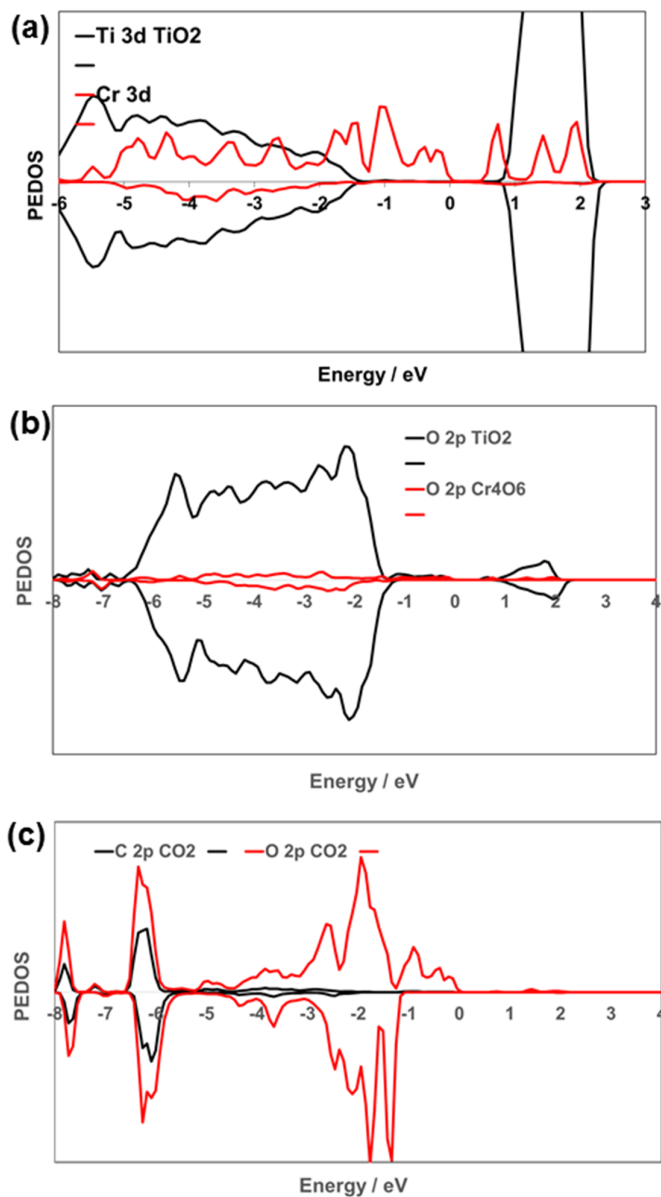 (a)
Ti 3d TiO2
Cr 3d
PEDOS
-6 -5 -4 -3 -2 -1 0 1 2 3
Energy / eV
(b)
O 2p TiO2
O 2p Cr4O6
PEDOS
-8 -7 -6 -5 -4 -3 -2 -1 0 1 2 3 4
Energy / eV
(c)
C 2p CO2 O 2p CO2
PEDOS
-8 -7 -6 -5 -4 -3 -2 -1 0 1 2 3 4
Energy / eV